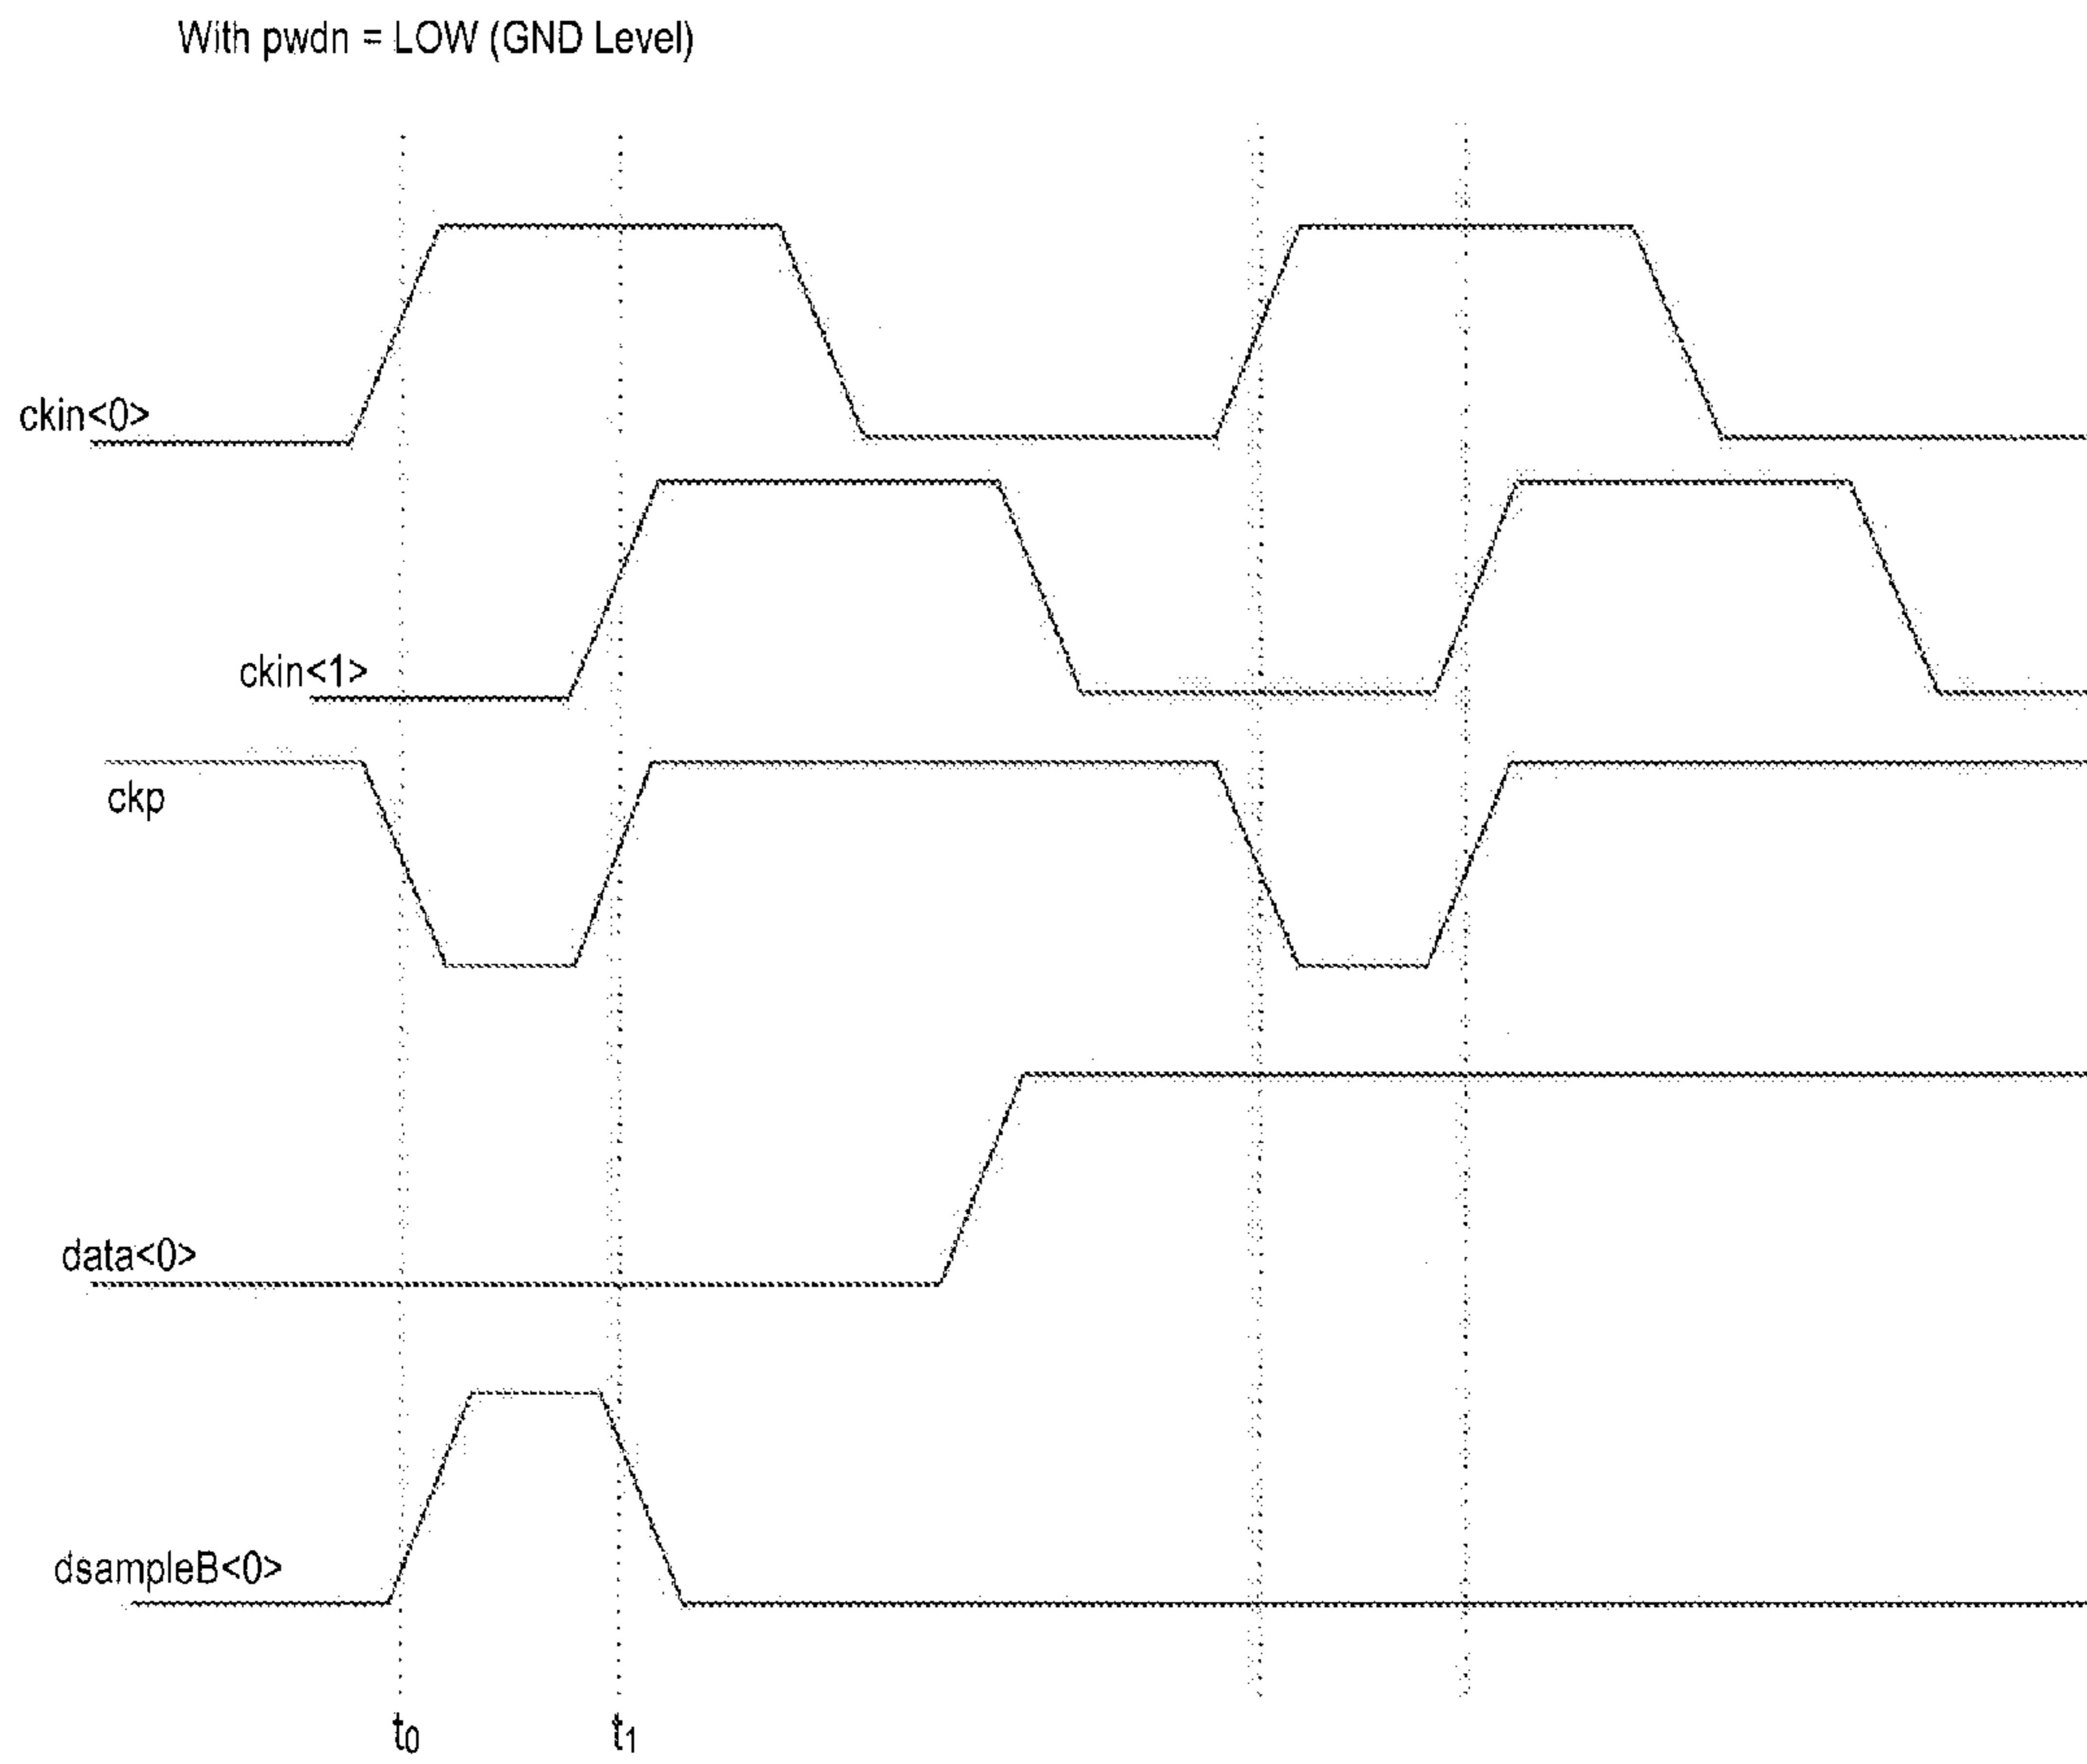 With pwdn = LOW (GND Level)
ckin<0>
ckin<1>
ckp
data<0>
dsampleB<0>
t0 t1